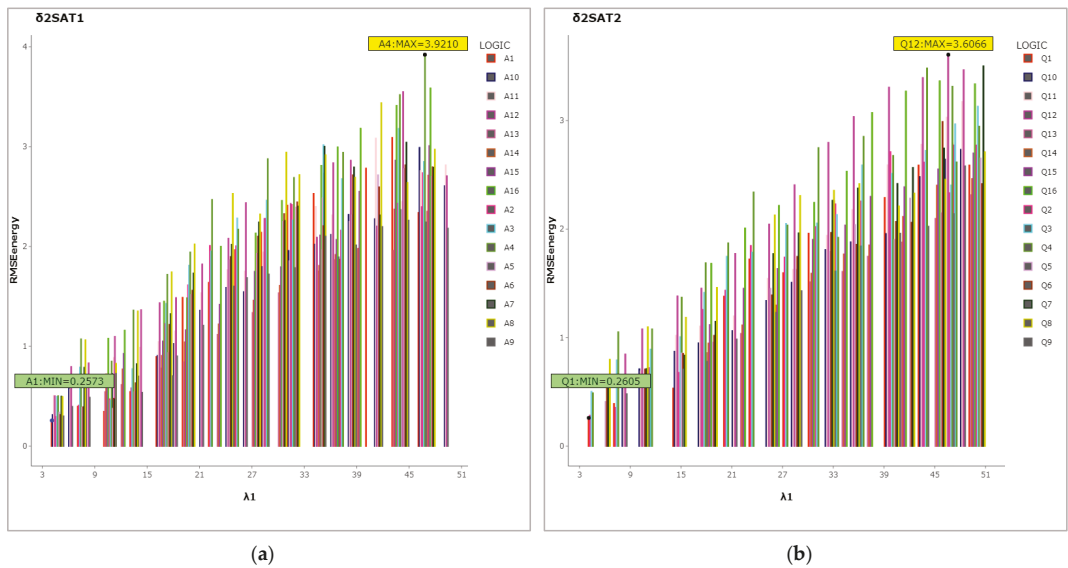 δ2SAT1
A4:MAX=3.9210
LOGIC
A1
A10
A11
A12
A13
A14
A15
A16
A2
A3
A4
A5
A6
A7
A8
A9
4
3
2
1
0
RMSEenergy
A1:MIN=0.2573
3 9 15 21 27 33 39 45 51
λ1
(a)
δ2SAT2
Q12:MAX=3.6066
LOGIC
Q1
Q10
Q11
Q12
Q13
Q14
Q15
Q16
Q2
Q3
Q4
Q5
Q6
Q7
Q8
Q9
3
2
1
0
RMSEenergy
Q1:MIN=0.2605
3 9 15 21 27 33 39 45 51
λ1
(b)